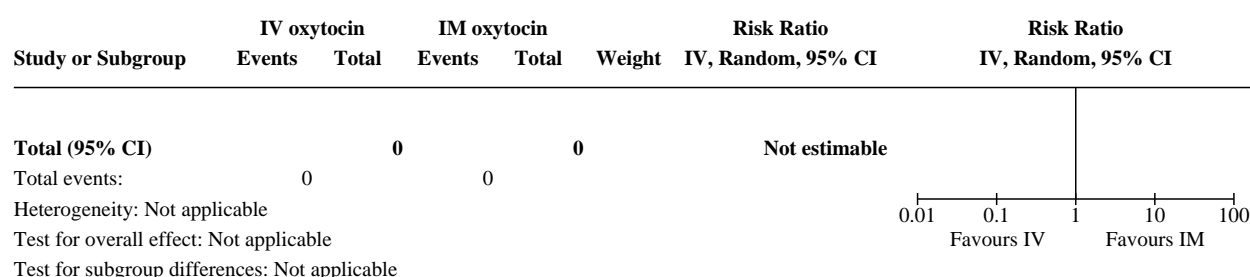 IV oxytocin IM oxytocin Risk Ratio Risk Ratio
Study or Subgroup Events Total Events Total Weight IV, Random, 95% CI IV, Random, 95% CI
Total (95% CI) 0 0 Not estimable
Total events: 0 0
Heterogeneity: Not applicable
0.01 0.1 1 10 100
Test for overall effect: Not applicable
Favours IV Favours IM
Test for subgroup differences: Not applicable